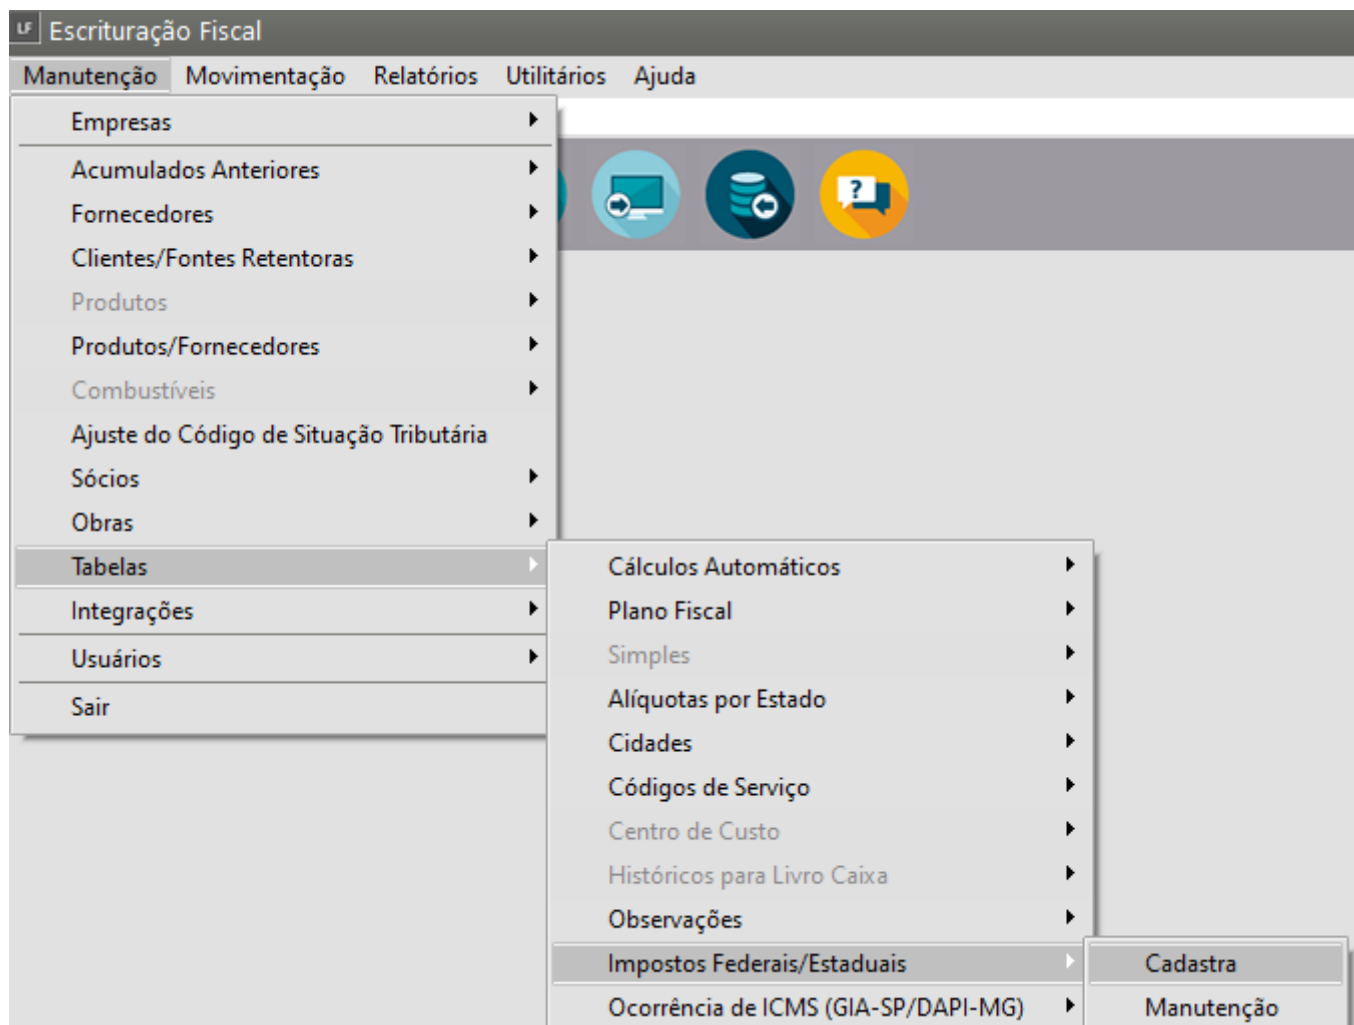 LF Escrituração Fiscal
Manutenção Movimentação Relatórios Utilitários Ajuda
Empresas
Acumulados Anteriores
Fornecedores
Clientes/Fontes Retentoras
?
Produtos
Produtos/Fornecedores
Combustíveis
Ajuste do Código de Situação Tributária
Sócios
Obras
Tabelas
Integrações
Usuários
Sair
Cálculos Automáticos
Plano Fiscal
Simples
Alíquotas por Estado
Cidades
Códigos de Serviço
Centro de Custo
Históricos para Livro Caixa
Observações
Impostos Federais/Estaduais
Ocorrência de ICMS (GIA-SP/DAPI-MG)
Cadastra
Manutenção